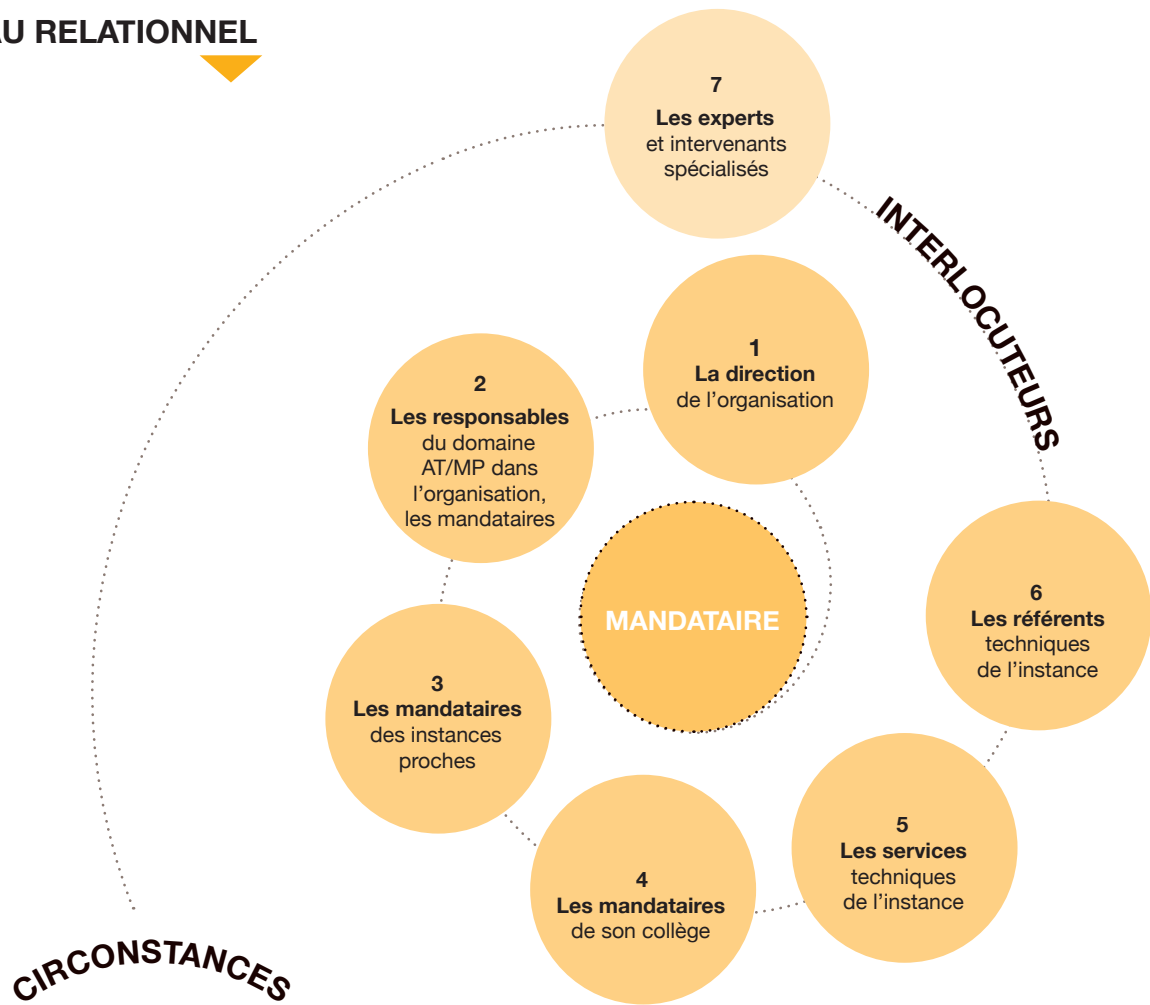 AU RELATIONNEL
7
Les experts
et intervenants
spécialisés
INTERLOCUTEURS
1
La direction
de l’organisation
2
Les responsables
du domaine
AT/MP dans
l’organisation,
les mandataires
MANDATAIRE
6
Les référents
techniques
de l’instance
3
Les mandataires
des instances
proches
5
Les services
techniques
de l’instance
4
Les mandataires
de son collège
CIRCONSTANCES